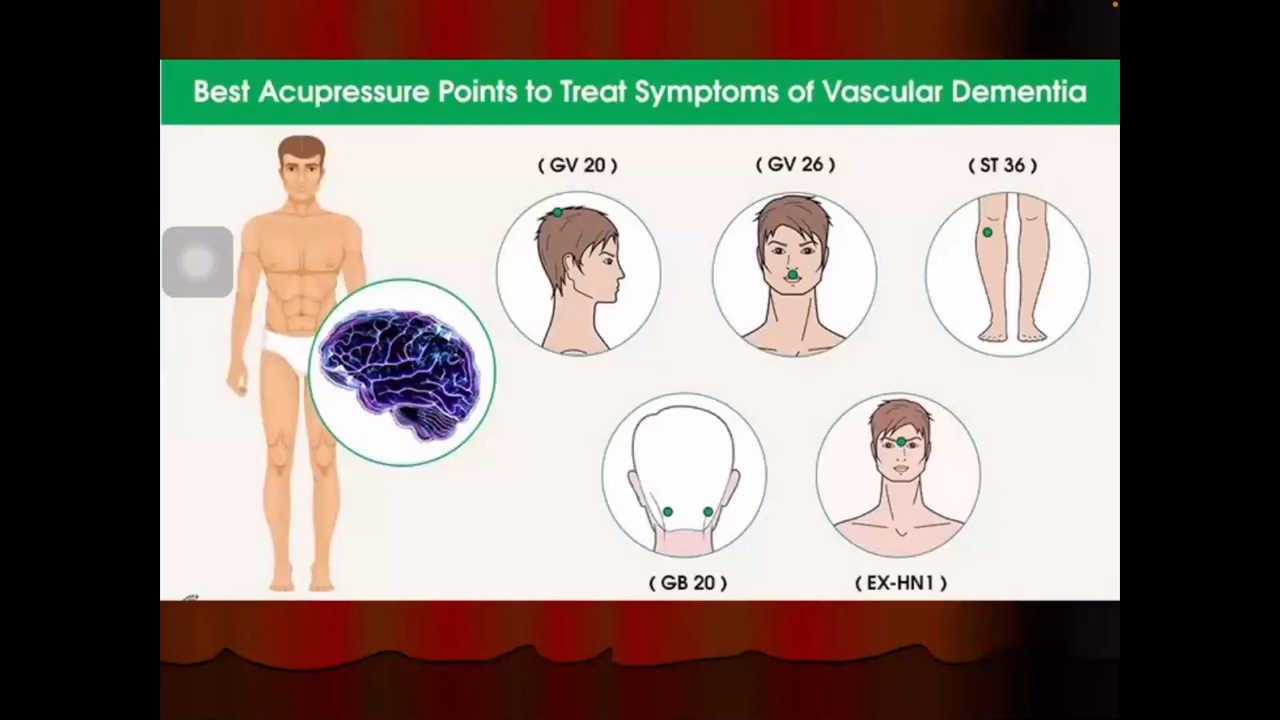 Best Acupressure Points to Treat Symptoms of Vascular Dementia
( GV 20 )
( GV 26 )
( ST 36 )
( GB 20 )
( EX-HN1 )